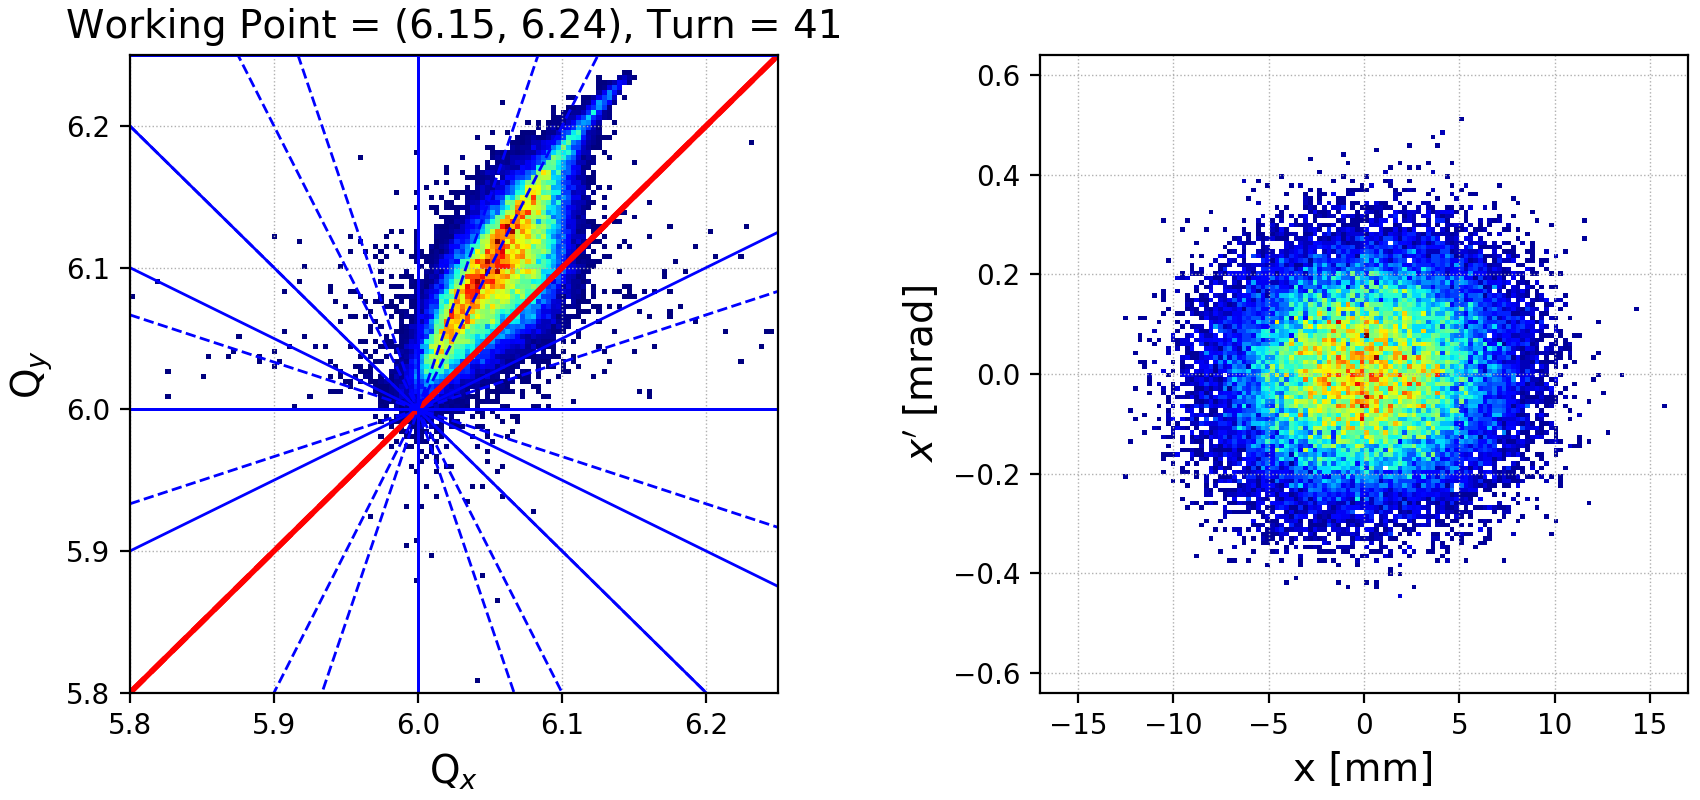 Working Point = (6.15, 6.24), Turn = 41
6.2
6.1
6.0
5.9
5.8
Q_y
5.8 5.9 6.0 6.1 6.2
Q_x
0.6
0.4
0.2
0.0
−0.2
−0.4
−0.6
x′ [mrad]
−15 −10 −5 0 5 10 15
x [mm]